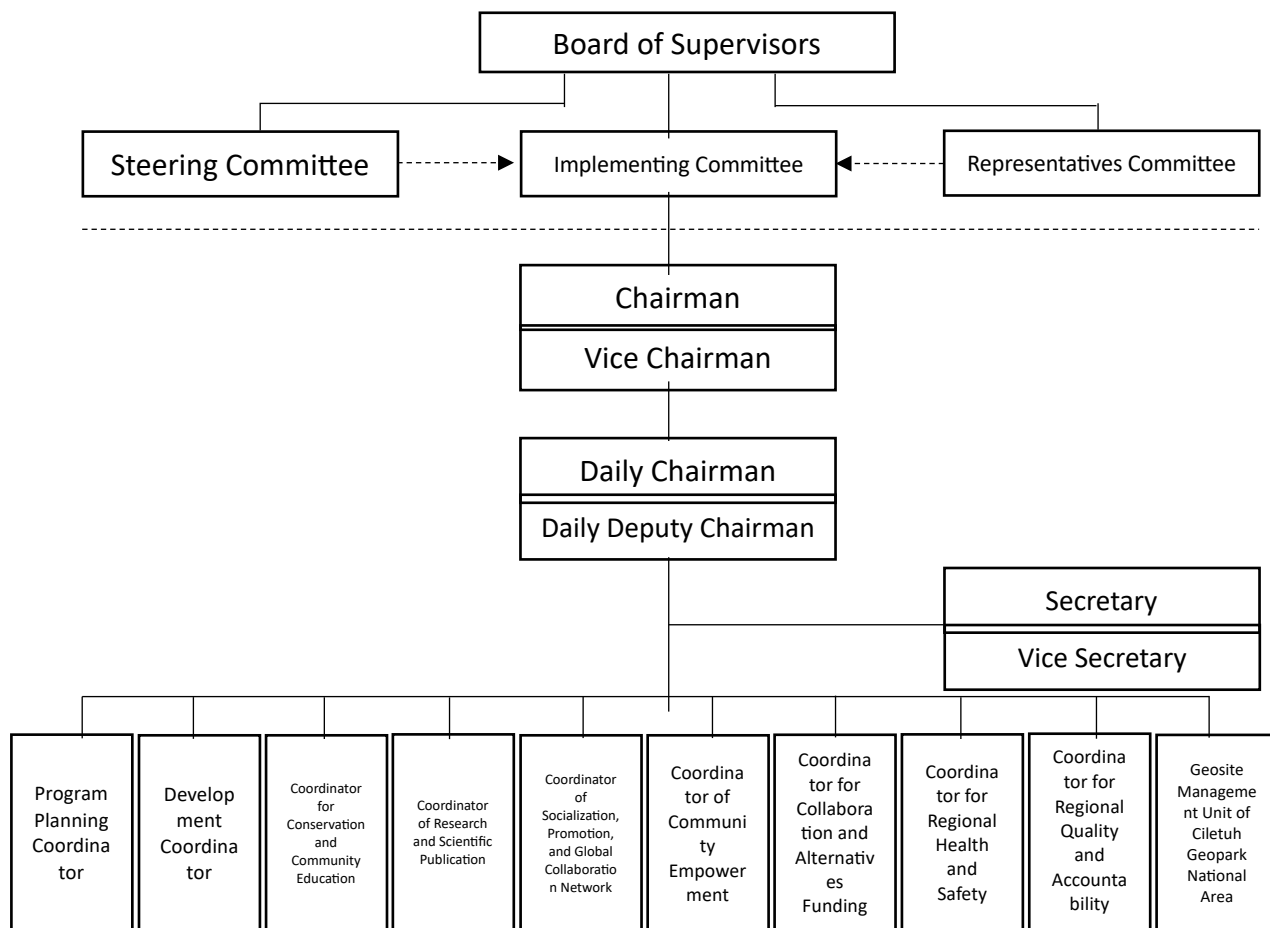 Board of Supervisors
Steering Committee
Implementing Committee
Representatives Committee
Chairman
Vice Chairman
Daily Chairman
Daily Deputy Chairman
Secretary
Vice Secretary
Program
Planning
Coordina
tor
Develop
ment
Coordina
tor
Coordinator
for
Conservation
and
Community
Education
Coordinator
of Research
and Scientific
Publication
Coordinator
of
Socialization,
Promotion,
and Global
Collaboratio
n Network
Coordina
tor of
Communi
ty
Empower
ment
Coordina
tor for
Collabora
tion and
Alternativ
es
Funding
Coordina
tor for
Regional
Health
and
Safety
Coordina
tor for
Regional
Quality
and
Accounta
bility
Geosite
Manageme
nt Unit of
Ciletuh
Geopark
National
Area